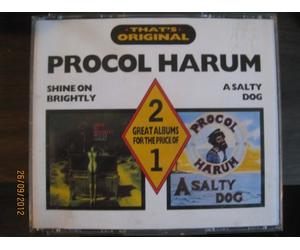 THAT'S
ORIGINAL
PROCOL HARUM
SHINE ON
BRIGHTLY
A SALTY
DOG
2
GREAT ALBUMS
FOR THE PRICE OF
1
PROCOL
HARUM
A SALTY
DOG
26/09/2012